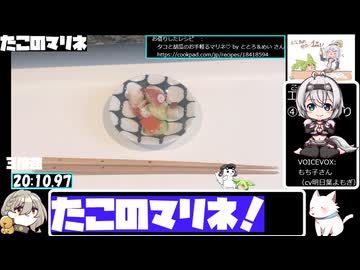 たこのマリネ
お借りしたレシピ ：
タコと胡瓜のお手軽るマリネ♡ by ととろ＆めい さん
https://cookpad.com/jp/recipes/18418594
20:10.97
たこのマリネ！
VOICEVOX:
もち子さん
(cv明日葉よもぎ)